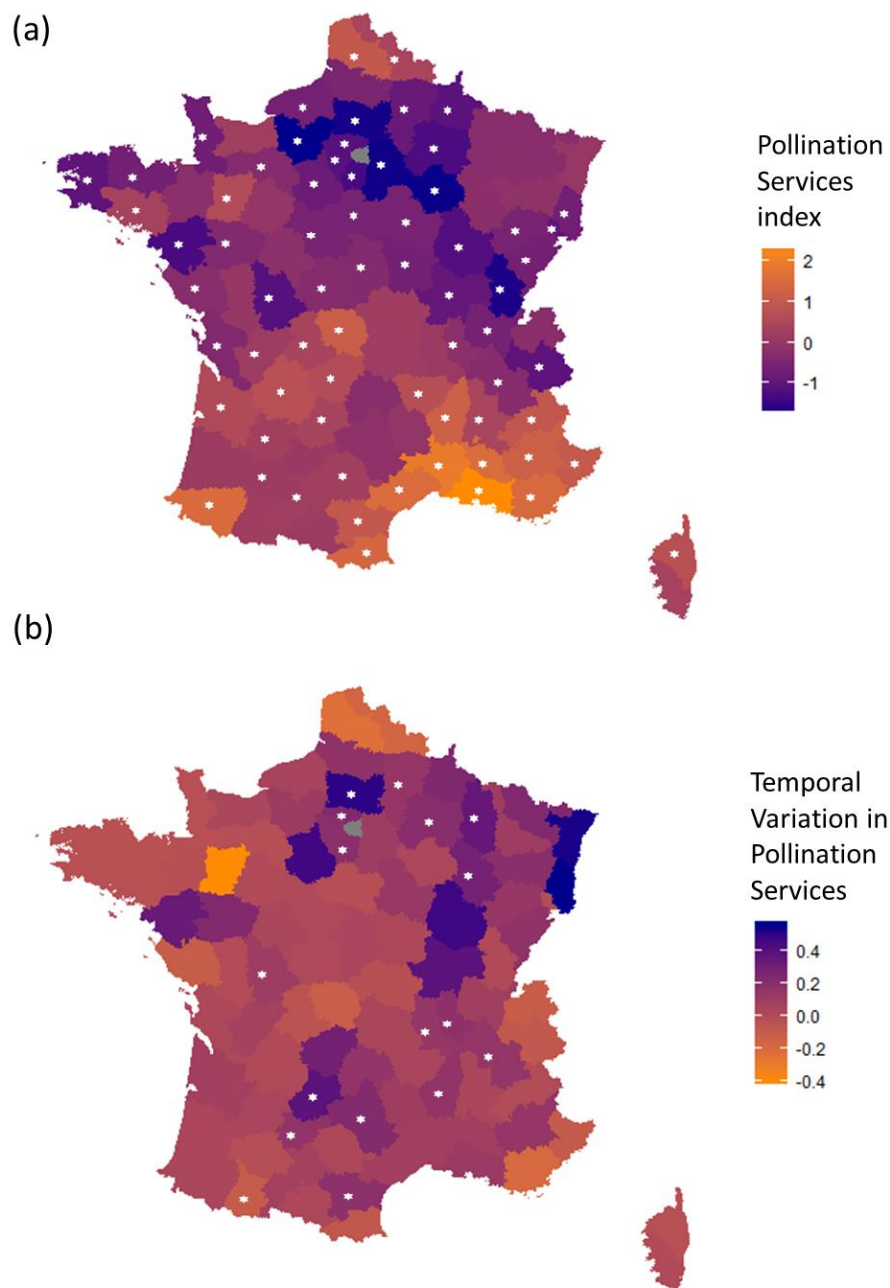 (a)
Pollination
Services
index
2
1
0
-1
(b)
Temporal
Variation in
Pollination
Services
0.4
0.2
0.0
-0.2
-0.4